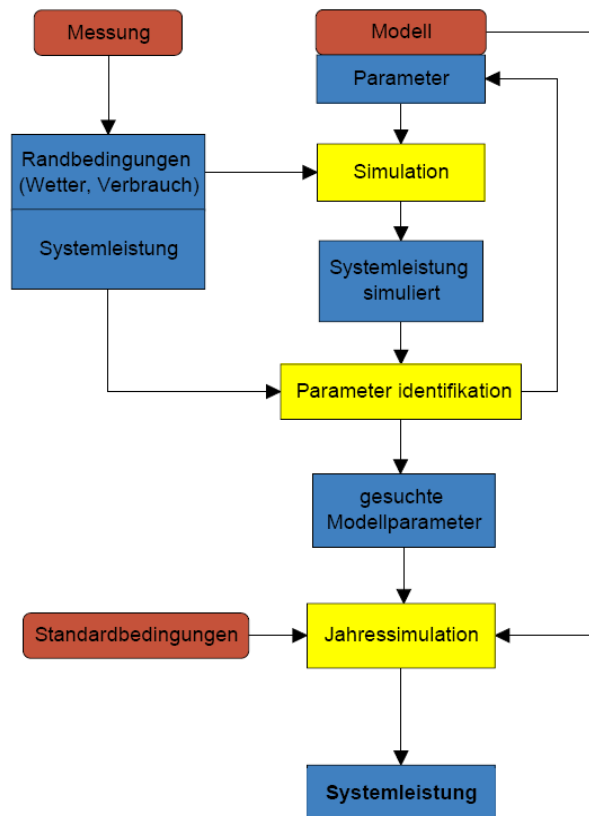 Messung
Modell
Parameter
Randbedingungen
(Wetter, Verbrauch)
Simulation
Systemleistung
Systemleistung
simuliert
Parameter identifikation
gesuchte
Modellparameter
Standardbedingungen
Jahressimulation
Systemleistung